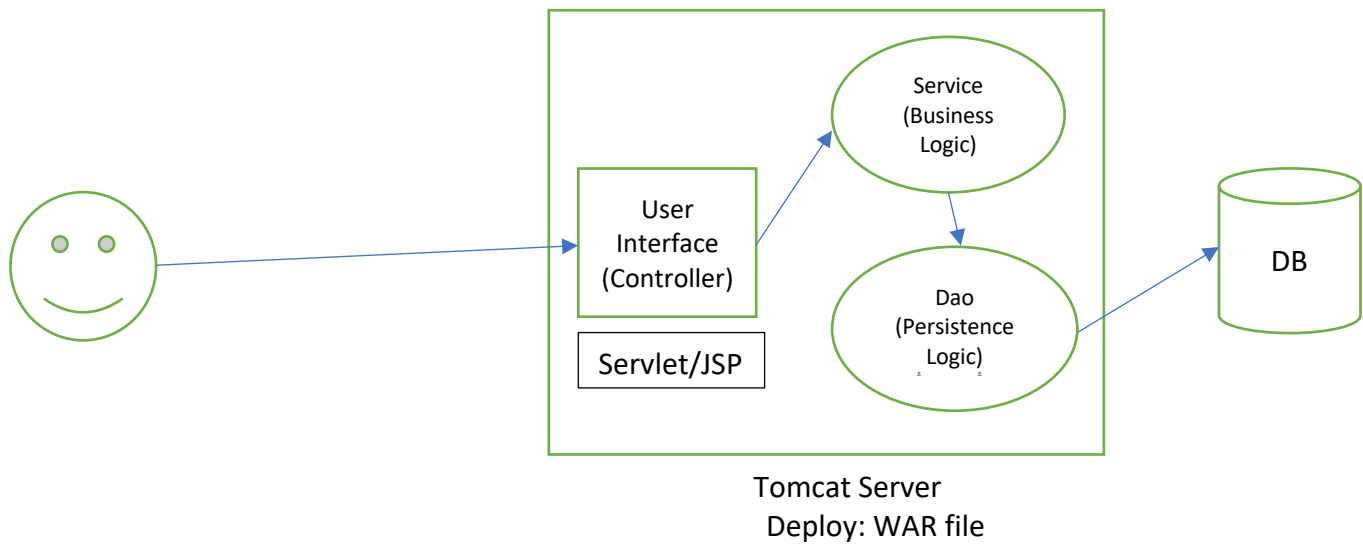 Service
(Business
Logic)
User
Interface
(Controller)
Servlet/JSP
Dao
(Persistence
Logic)
DB
Tomcat Server
Deploy: WAR file